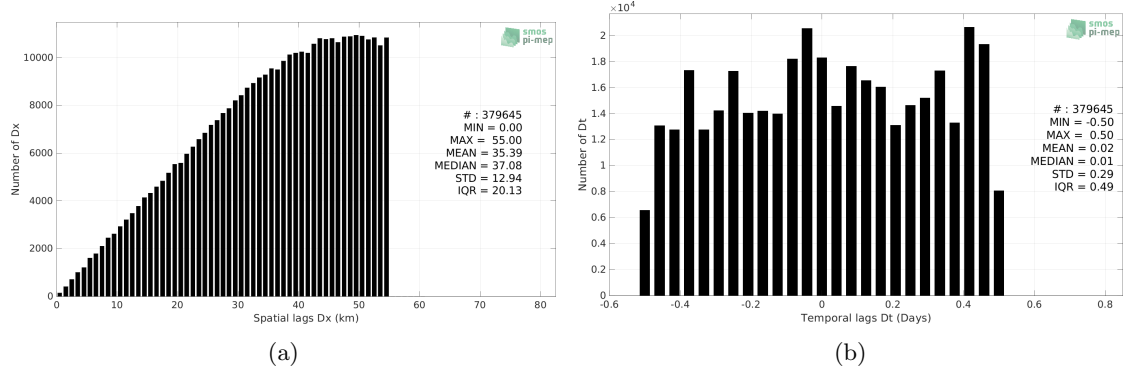 smos
pi-mep
Number of Dx
10000
8000
6000
4000
2000
0
# : 379645
MIN = 0.00
MAX = 55.00
MEAN = 35.39
MEDIAN = 37.08
STD = 12.94
IQR = 20.13
0 10 20 30 40 50 60 70 80
Spatial lags Dx (km)
(a)
×10⁴
smos
pi-mep
Number of Dt
2
1.8
1.6
1.4
1.2
1
0.8
0.6
0.4
0.2
0
# : 379645
MIN = -0.50
MAX = 0.50
MEAN = 0.02
MEDIAN = 0.01
STD = 0.29
IQR = 0.49
-0.6 -0.4 -0.2 0 0.2 0.4 0.6 0.8
Temporal lags Dt (Days)
(b)